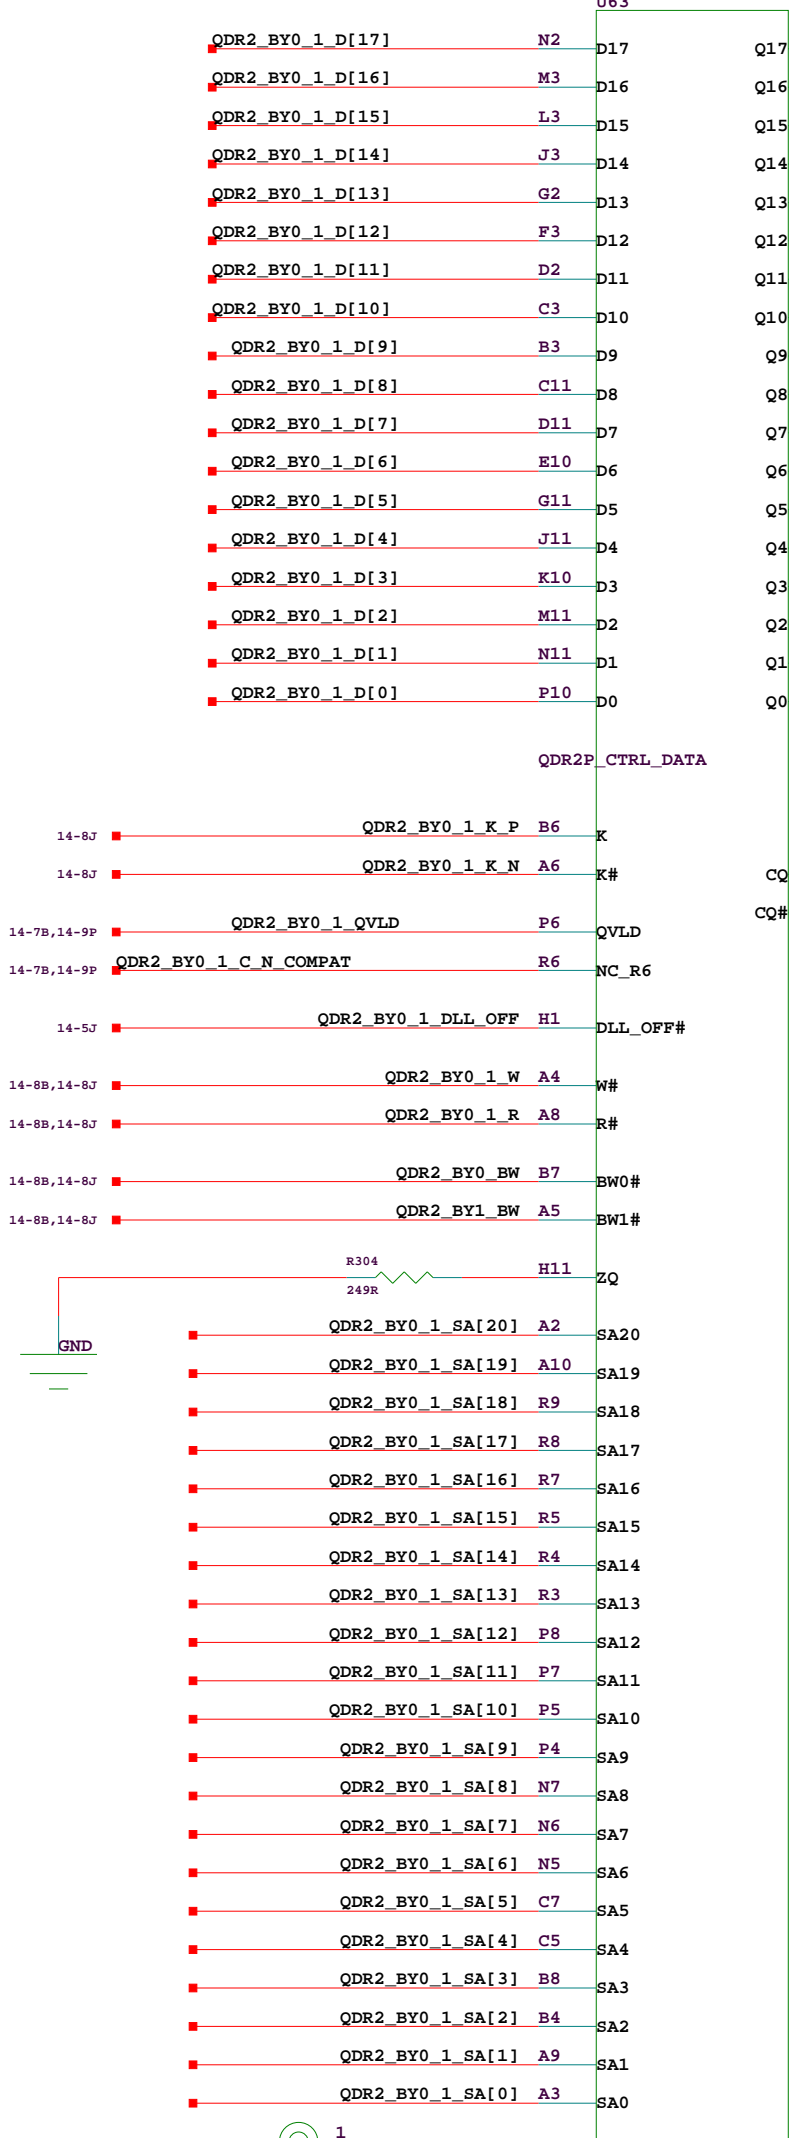 U63
QDR2_BY0_1_D[17] N2 D17 Q17
QDR2_BY0_1_D[16] M3 D16 Q16
QDR2_BY0_1_D[15] L3 D15 Q15
QDR2_BY0_1_D[14] J3 D14 Q14
QDR2_BY0_1_D[13] G2 D13 Q13
QDR2_BY0_1_D[12] F3 D12 Q12
QDR2_BY0_1_D[11] D2 D11 Q11
QDR2_BY0_1_D[10] C3 D10 Q10
QDR2_BY0_1_D[9] B3 D9 Q9
QDR2_BY0_1_D[8] C11 D8 Q8
QDR2_BY0_1_D[7] D11 D7 Q7
QDR2_BY0_1_D[6] E10 D6 Q6
QDR2_BY0_1_D[5] G11 D5 Q5
QDR2_BY0_1_D[4] J11 D4 Q4
QDR2_BY0_1_D[3] K10 D3 Q3
QDR2_BY0_1_D[2] M11 D2 Q2
QDR2_BY0_1_D[1] N11 D1 Q1
QDR2_BY0_1_D[0] P10 D0 Q0
QDR2P_CTRL_DATA
14-8J QDR2_BY0_1_K_P B6 K
14-8J QDR2_BY0_1_K_N A6 K# CQ
CQ#
14-7B,14-9P QDR2_BY0_1_QVLD P6 QVLD
14-7B,14-9P QDR2_BY0_1_C_N_COMPAT R6 NC_R6
14-5J QDR2_BY0_1_DLL_OFF H1 DLL_OFF#
14-8B,14-8J QDR2_BY0_1_W A4 W#
14-8B,14-8J QDR2_BY0_1_R A8 R#
14-8B,14-8J QDR2_BY0_BW B7 BW0#
14-8B,14-8J QDR2_BY1_BW A5 BW1#
R304 H11 ZQ
249R
GND
QDR2_BY0_1_SA[20] A2 SA20
QDR2_BY0_1_SA[19] A10 SA19
QDR2_BY0_1_SA[18] R9 SA18
QDR2_BY0_1_SA[17] R8 SA17
QDR2_BY0_1_SA[16] R7 SA16
QDR2_BY0_1_SA[15] R5 SA15
QDR2_BY0_1_SA[14] R4 SA14
QDR2_BY0_1_SA[13] R3 SA13
QDR2_BY0_1_SA[12] P8 SA12
QDR2_BY0_1_SA[11] P7 SA11
QDR2_BY0_1_SA[10] P5 SA10
QDR2_BY0_1_SA[9] P4 SA9
QDR2_BY0_1_SA[8] N7 SA8
QDR2_BY0_1_SA[7] N6 SA7
QDR2_BY0_1_SA[6] N5 SA6
QDR2_BY0_1_SA[5] C7 SA5
QDR2_BY0_1_SA[4] C5 SA4
QDR2_BY0_1_SA[3] B8 SA3
QDR2_BY0_1_SA[2] B4 SA2
QDR2_BY0_1_SA[1] A9 SA1
QDR2_BY0_1_SA[0] A3 SA0
1